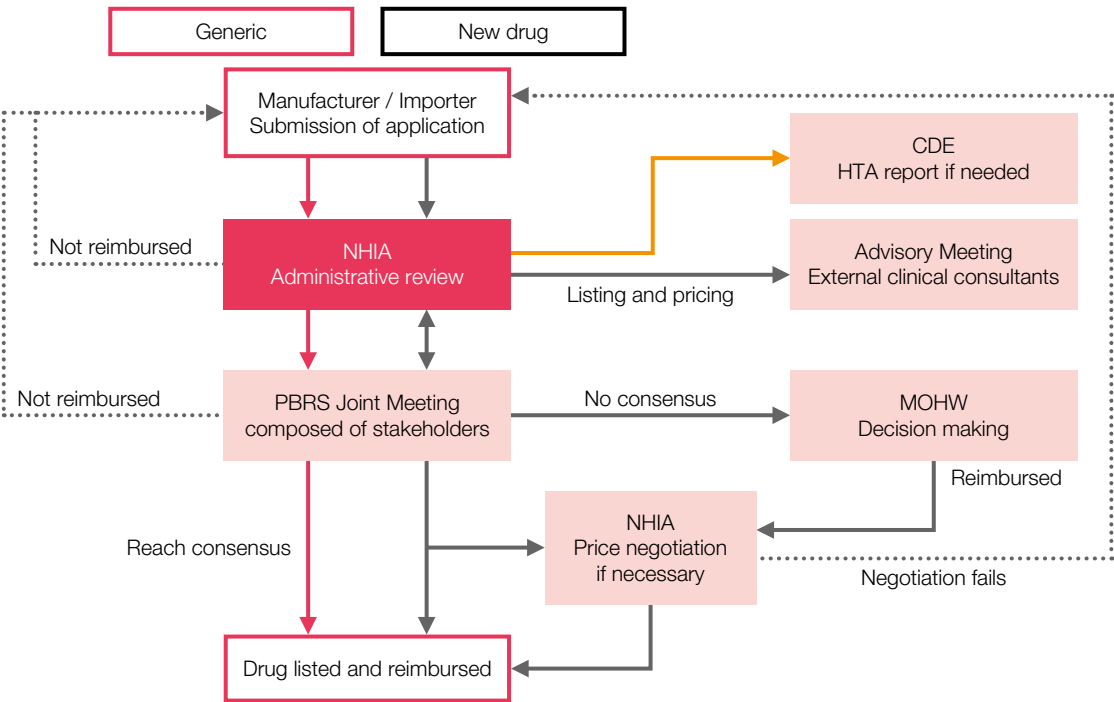 Generic
New drug
Manufacturer / Importer
Submission of application
CDE
HTA report if needed
Not reimbursed
NHIA
Administrative review
Advisory Meeting
External clinical consultants
Listing and pricing
Not reimbursed
PBRS Joint Meeting
composed of stakeholders
No consensus
MOHW
Decision making
Reimbursed
NHIA
Price negotiation
if necessary
Reach consensus
Negotiation fails
Drug listed and reimbursed